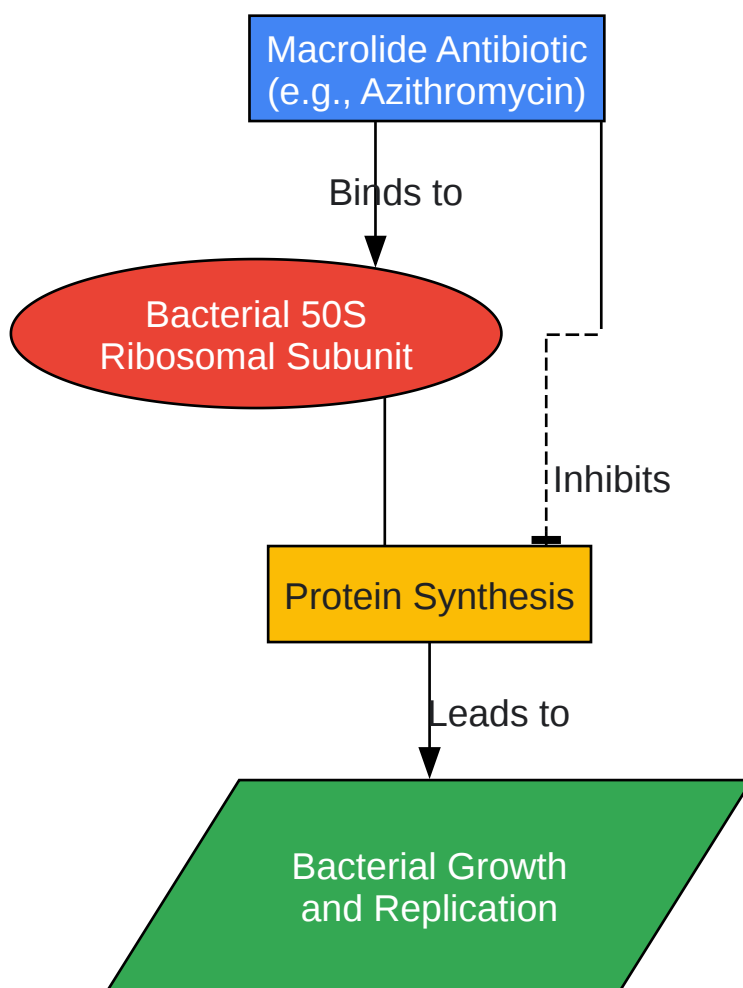 Macrolide Antibiotic
(e.g., Azithromycin)
Binds to
Bacterial 50S
Ribosomal Subunit
Inhibits
Protein Synthesis
Leads to
Bacterial Growth
and Replication